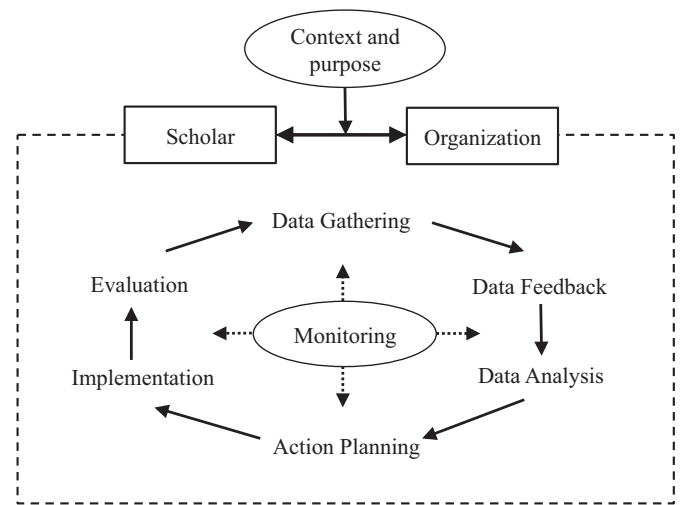 Context and
purpose
Scholar
Organization
Data Gathering
Evaluation
Data Feedback
Monitoring
Implementation
Data Analysis
Action Planning